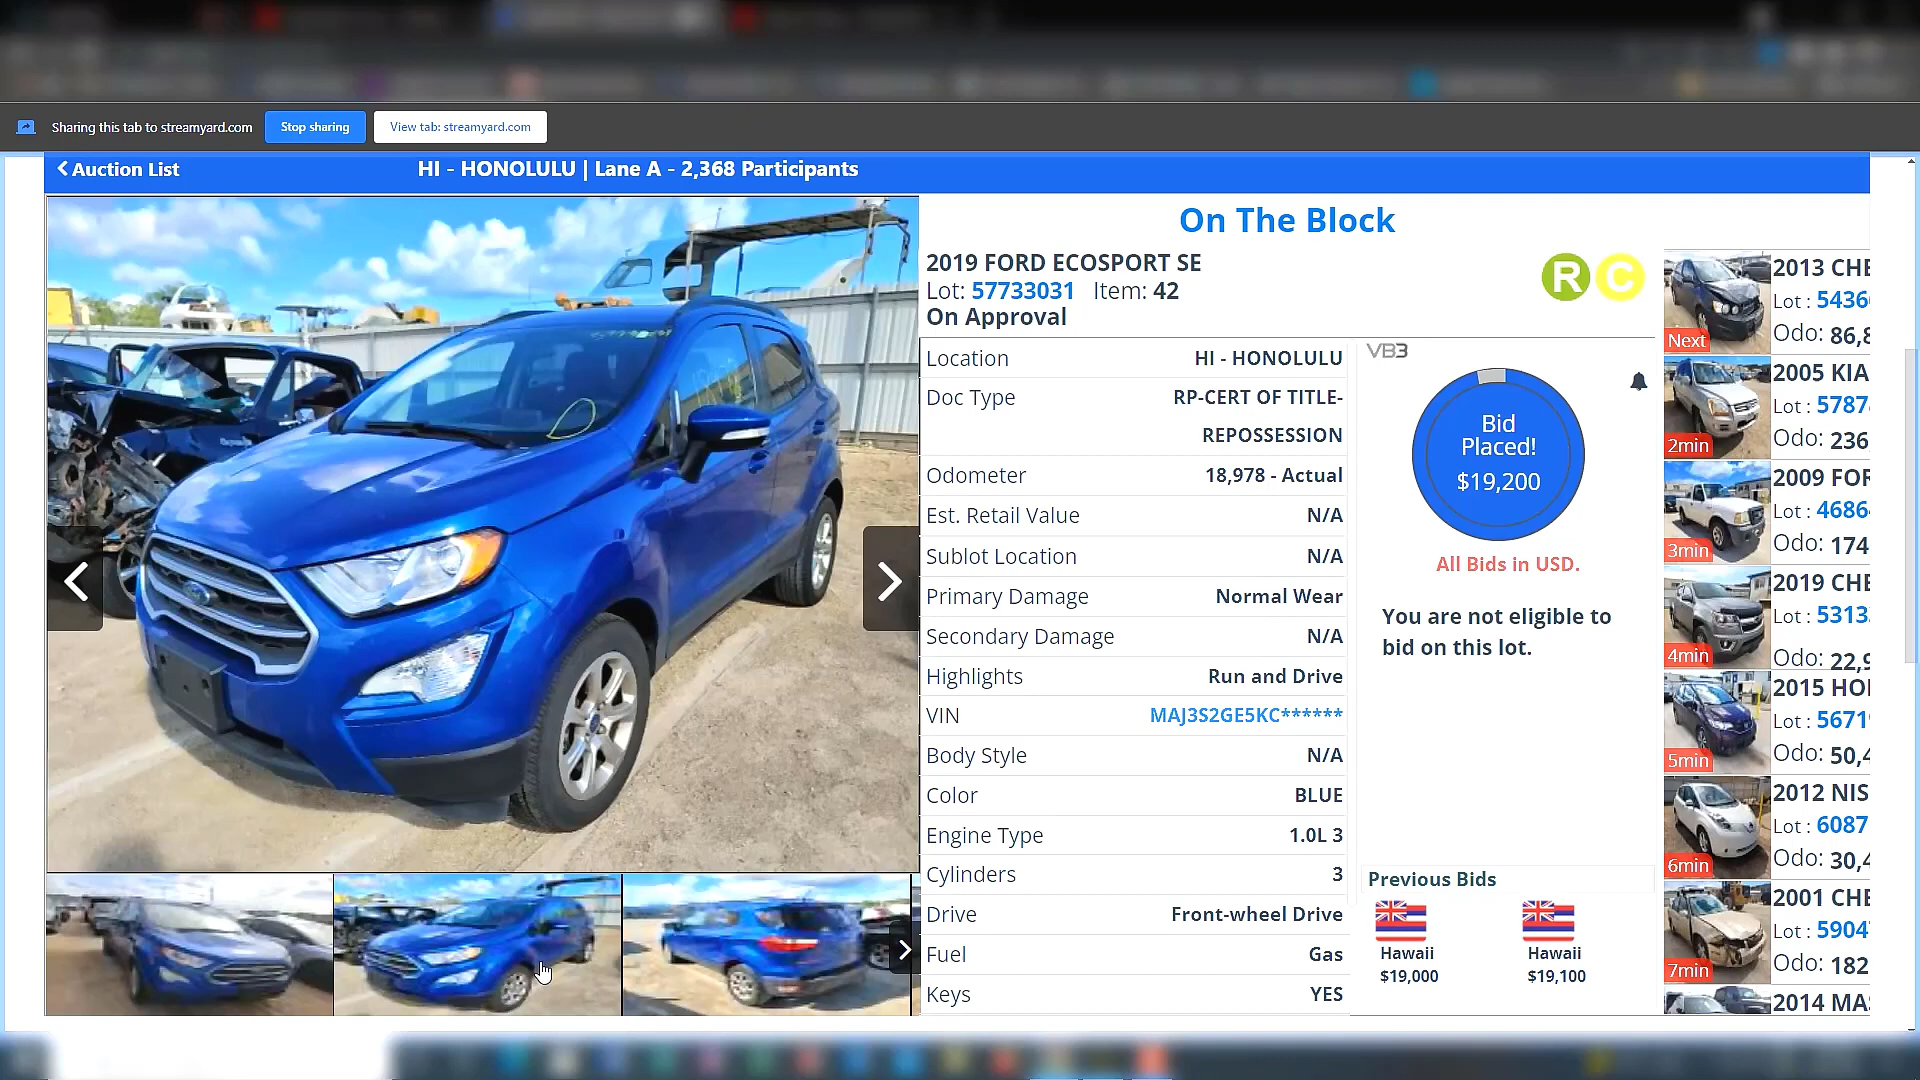 Sharing this tab to streamyard.com
Stop sharing
View tab: streamyard.com
Auction List
HI - HONOLULU | Lane A - 2,368 Participants
On The Block
2019 FORD ECOSPORT SE
Lot: 57733031 Item: 42
On Approval
R C
Location HI - HONOLULU
Doc Type RP-CERT OF TITLE-
REPOSSESSION
Odometer 18,978 - Actual
Est. Retail Value N/A
Sublot Location N/A
Primary Damage Normal Wear
Secondary Damage N/A
Highlights Run and Drive
VIN MAJ3S2GE5KC******
Body Style N/A
Color BLUE
Engine Type 1.0L 3
Cylinders 3
Drive Front-wheel Drive
Fuel Gas
Keys YES
VB3
Bid
Placed!
$19,200
All Bids in USD.
You are not eligible to
bid on this lot.
Previous Bids
Hawaii
$19,000
Hawaii
$19,100
2013 CHE
Lot : 5436
Odo: 86,8
Next
2005 KIA
Lot : 5787
Odo: 236
2min
2009 FOR
Lot : 4686
Odo: 174
3min
2019 CHE
Lot : 5313
Odo: 22,9
4min
2015 HO
Lot : 5671
Odo: 50,4
5min
2012 NIS
Lot : 6087
Odo: 30,4
6min
2001 CHE
Lot : 5904
Odo: 182
7min
2014 MA